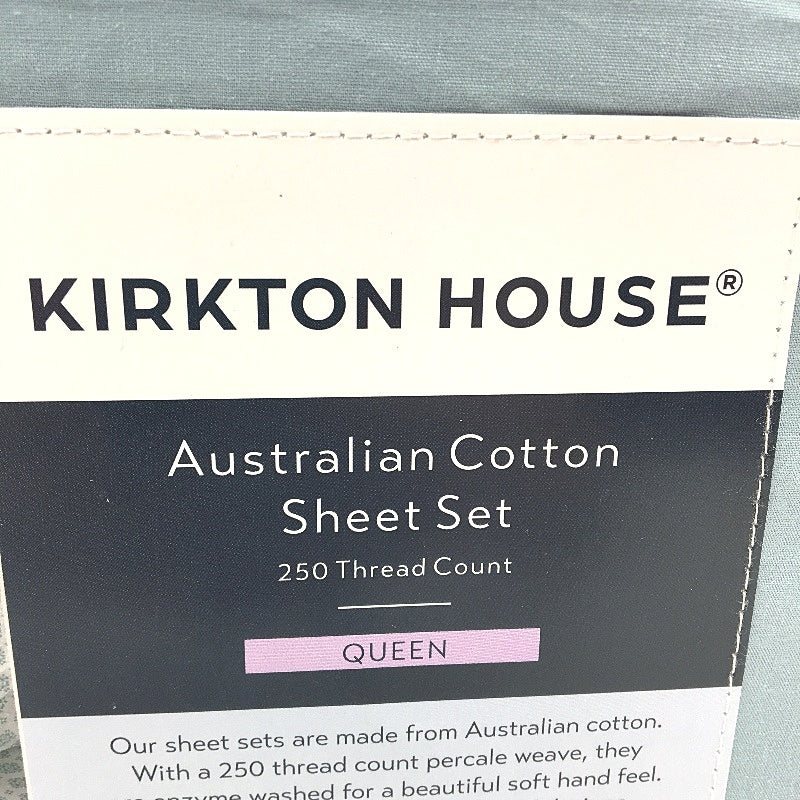 KIRKTON HOUSE®
Australian Cotton
Sheet Set
250 Thread Count
QUEEN
Our sheet sets are made from Australian cotton.
With a 250 thread count percale weave, they
enzyme washed for a beautiful soft hand feel.